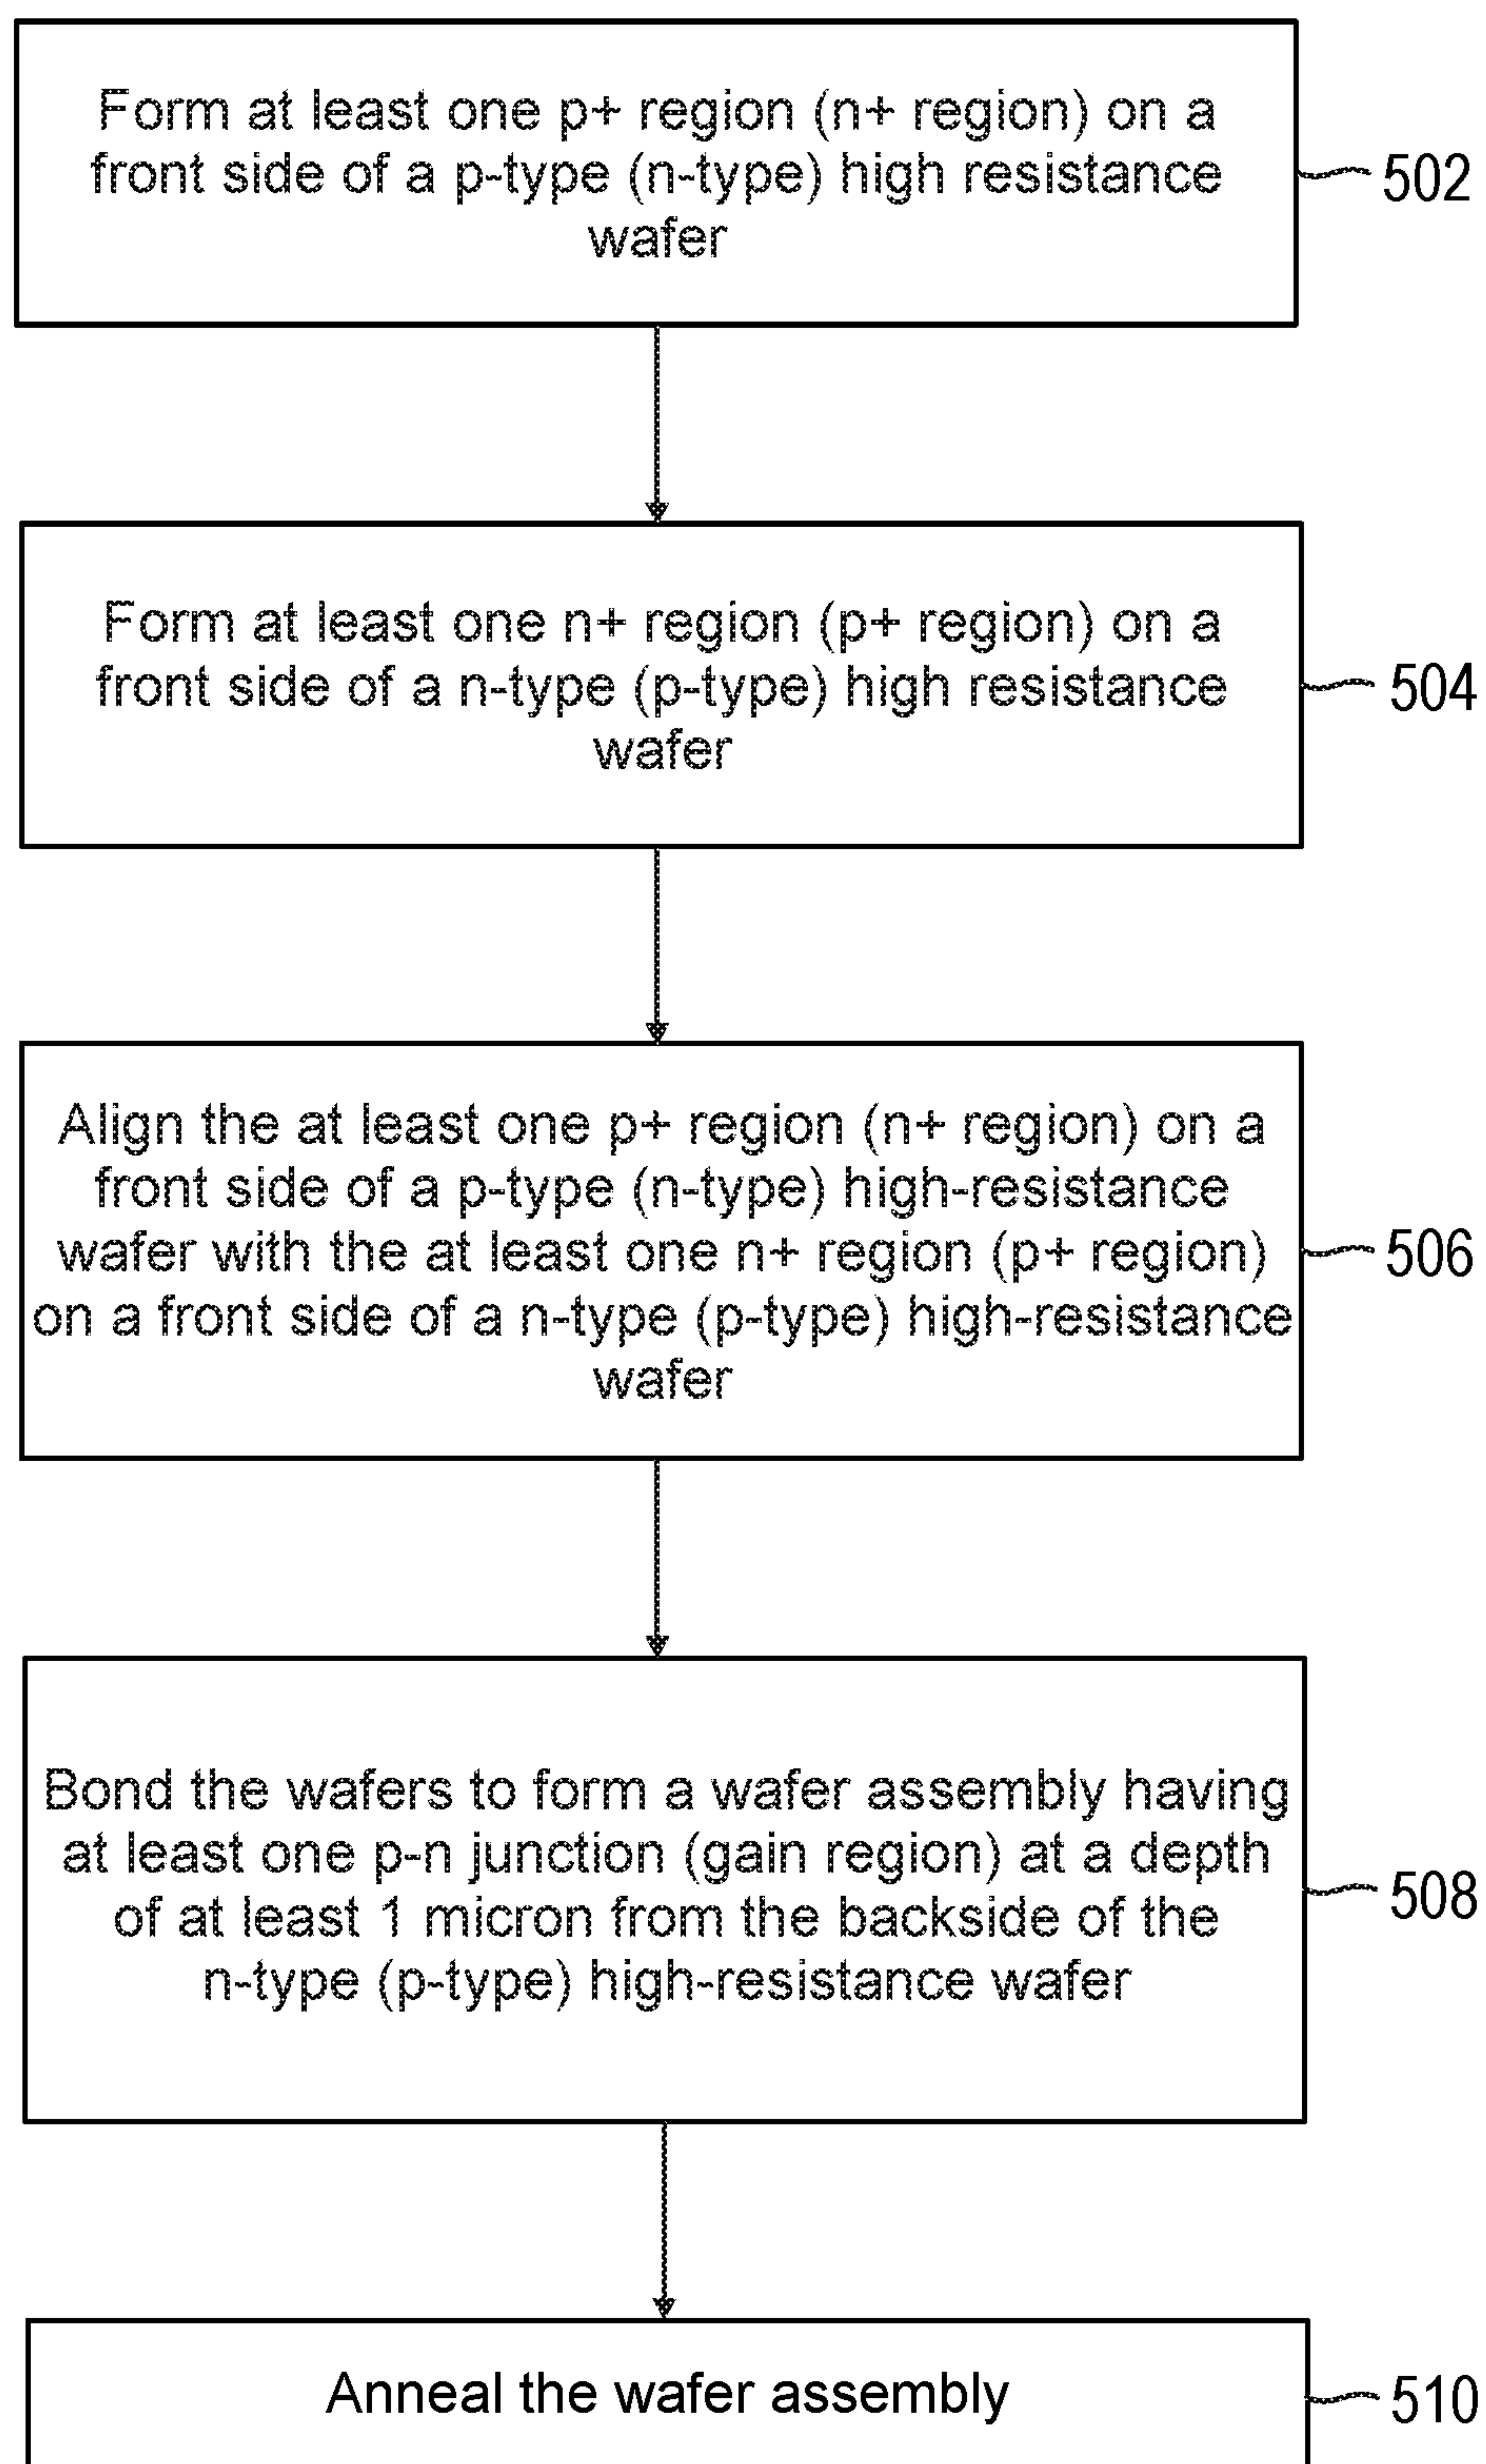 Form at least one p+ region (n+ region) on a
front side of a p-type (n-type) high resistance
wafer
502
Form at least one n+ region (p+ region) on a
front side of a n-type (p-type) high resistance
wafer
504
Align the at least one p+ region (n+ region) on a
front side of a p-type (n-type) high-resistance
wafer with the at least one n+ region (p+ region)
on a front side of a n-type (p-type) high-resistance
wafer
506
Bond the wafers to form a wafer assembly having
at least one p-n junction (gain region) at a depth
of at least 1 micron from the backside of the
n-type (p-type) high-resistance wafer
508
Anneal the wafer assembly
510